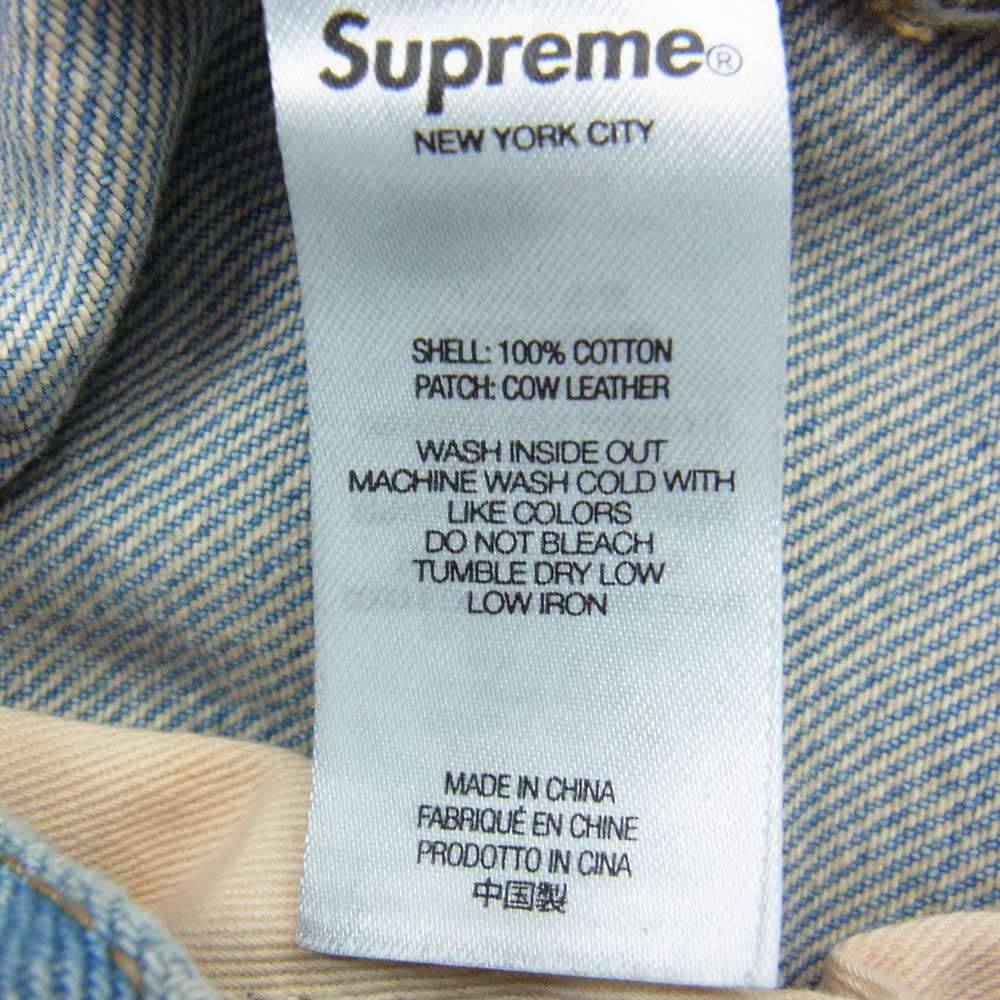 Supreme®
NEW YORK CITY
SHELL: 100% COTTON
PATCH: COW LEATHER
WASH INSIDE OUT
MACHINE WASH COLD WITH
LIKE COLORS
DO NOT BLEACH
TUMBLE DRY LOW
LOW IRON
MADE IN CHINA
FABRIQUÉ EN CHINE
PRODOTTO IN CINA
中国製